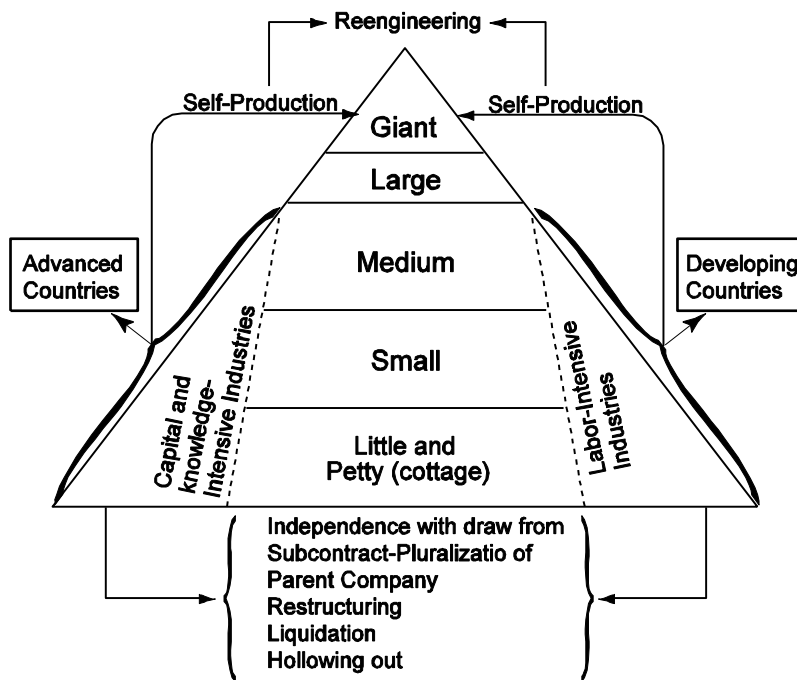 Reengineering
Self-Production
Self-Production
Giant
Large
Advanced
Countries
Medium
Developing
Countries
Capital and
knowledge-
Intensive Industries
Small
Labor-Intensive
Industries
Little and
Petty (cottage)
Independence with draw from
Subcontract-Pluralizatio of
Parent Company
Restructuring
Liquidation
Hollowing out